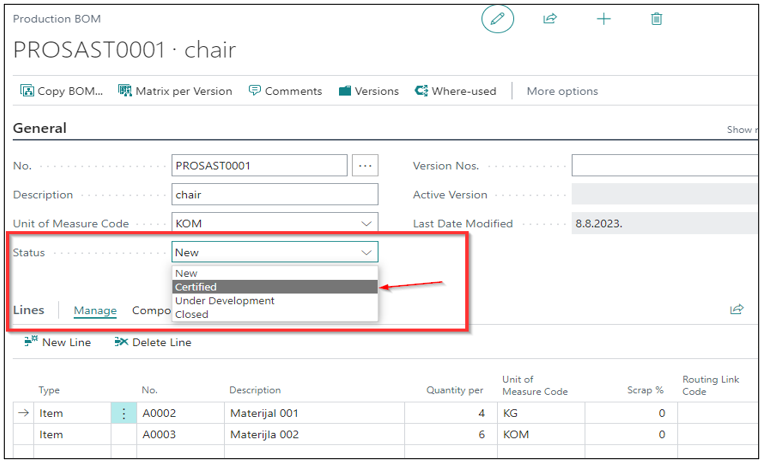 Production BOM
PROSAST0001 · chair
Copy BOM... Matrix per Version Comments Versions Where-used More options
General
Show
No. PROSAST0001 ... Version Nos.
Description chair Active Version
Unit of Measure Code KOM Last Date Modified 8.8.2023.
Status New
New
Certified
Under Development
Closed
Lines Manage Compo
New Line Delete Line
Type No. Description Quantity per Unit of Measure Code Scrap % Routing Link Code
Item A0002 Materijal 001 4 KG 0
Item A0003 Materijla 002 6 KOM 0